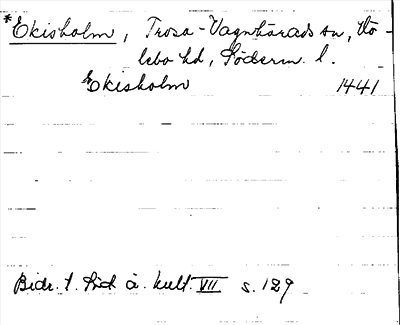 *Ekisholm, Trosa-Vagnhärads sn, Hö-
lebo hd, Söderm. l.
Ekisholm 1441
Bidr. t. Söd ä. kult. VII s. 129